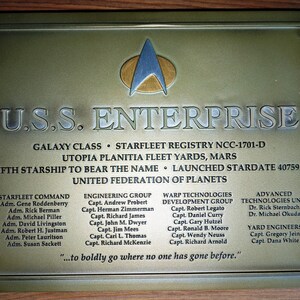 U.S.S. ENTERPRISE
GALAXY CLASS • STARFLEET REGISTRY NCC-1701-D
UTOPIA PLANITIA FLEET YARDS, MARS
FTH STARSHIP TO BEAR THE NAME • LAUNCHED STARDATE 40759
UNITED FEDERATION OF PLANETS
STARFLEET COMMAND
Adm. Gene Roddenberry
Adm. Rick Berman
Adm. Michael Piller
Adm. David Livingston
Adm. Robert H. Justman
Adm. Peter Lauritson
Adm. Susan Sackett
ENGINEERING GROUP
Capt. Andrew Probert
Capt. Herman Zimmerman
Capt. Richard James
Capt. John M. Dwyer
Capt. Jim Mees
Capt. Cari L. Thomas
Capt. Richard McKenzie
WARP TECHNOLOGIES
DEVELOPMENT GROUP
Capt. Robert Legato
Capt. Daniel Curry
Capt. Gary Hutzel
Capt. Ronald B. Moore
Capt. Wendy Neuss
Capt. Richard Arnold
ADVANCED
TECHNOLOGIES UN
Dr. Rick Sternbach
Dr. Michael Okuda
YARD ENGINEERS
Capt. Gregory Jein
Capt. Dana White
"...to boldly go where no one has gone before."